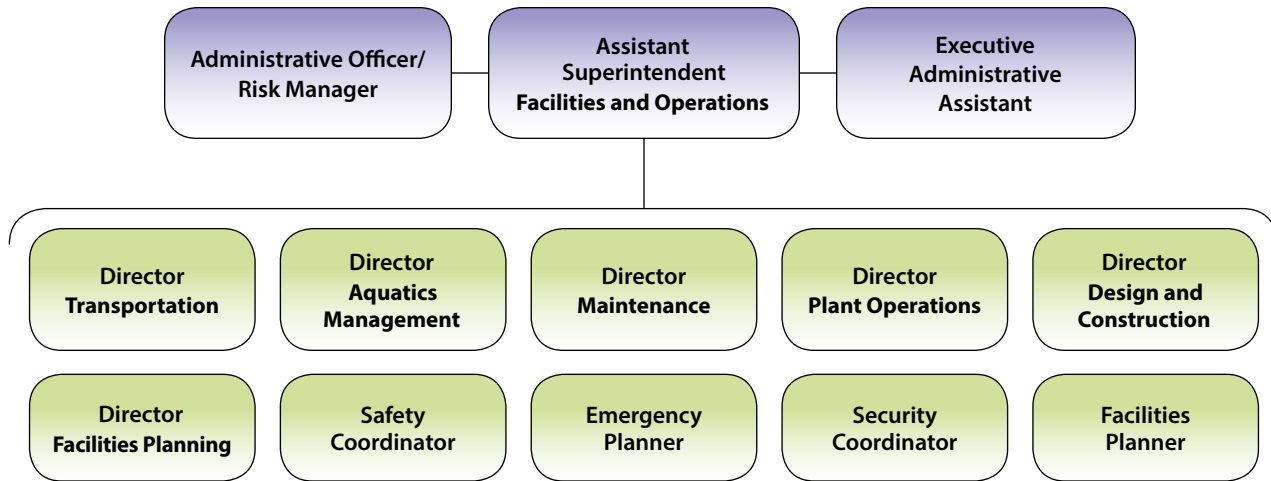 Administrative Officer/
Risk Manager
Assistant
Superintendent
Facilities and Operations
Executive
Administrative
Assistant
Director
Transportation
Director
Aquatics
Management
Director
Maintenance
Director
Plant Operations
Director
Design and
Construction
Director
Facilities Planning
Safety
Coordinator
Emergency
Planner
Security
Coordinator
Facilities
Planner